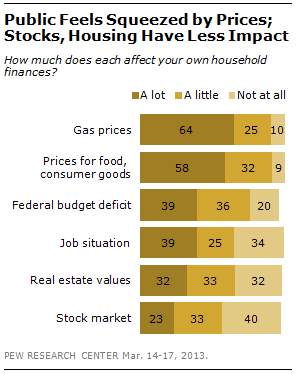 Public Feels Squeezed by Prices;
Stocks, Housing Have Less Impact
How much does each affect your own household
finances?
A lot A little Not at all
Gas prices 64 25 10
Prices for food,
consumer goods 58 32 9
Federal budget deficit 39 36 20
Job situation 39 25 34
Real estate values 32 33 32
Stock market 23 33 40
PEW RESEARCH CENTER Mar. 14-17, 2013.